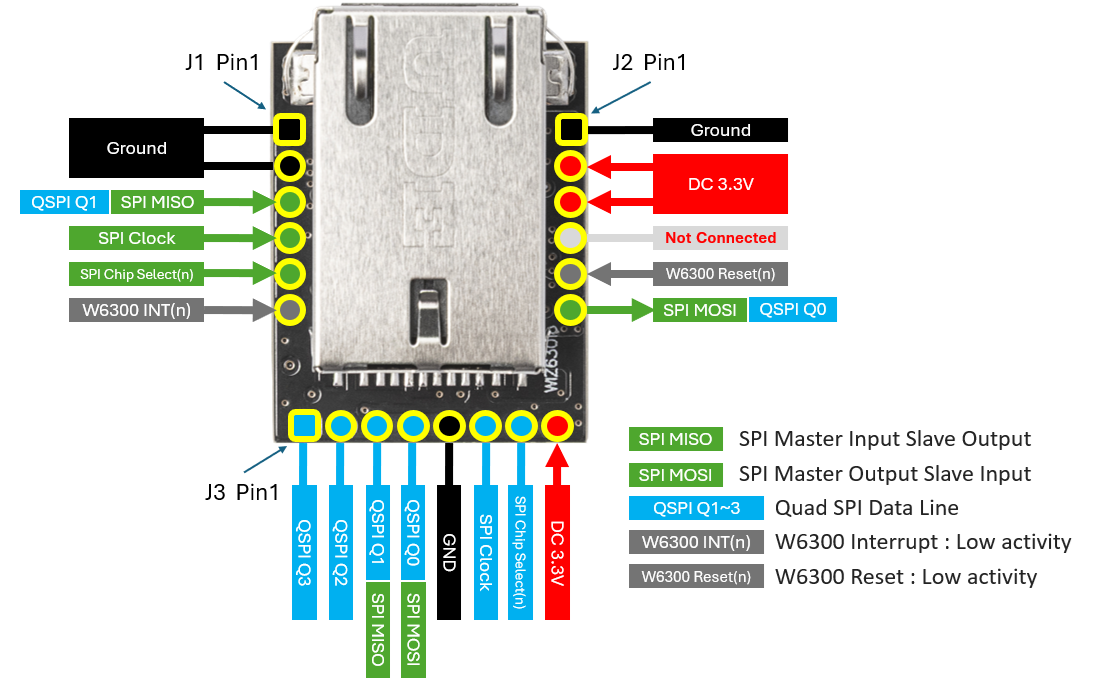 J1 Pin1
J2 Pin1
Ground
Ground
DC 3.3V
QSPI Q1 SPI MISO
SPI Clock
Not Connected
SPI Chip Select(n)
W6300 Reset(n)
W6300 INT(n)
SPI MOSI QSPI Q0
J3 Pin1
QSPI Q3
QSPI Q2
QSPI Q1
SPI MISO
QSPI Q0
SPI MOSI
GND
SPI Clock
SPI Chip Select(n)
DC 3.3V
SPI MISO SPI Master Input Slave Output
SPI MOSI SPI Master Output Slave Input
QSPI Q1~3 Quad SPI Data Line
W6300 INT(n) W6300 Interrupt : Low activity
W6300 Reset(n) W6300 Reset : Low activity